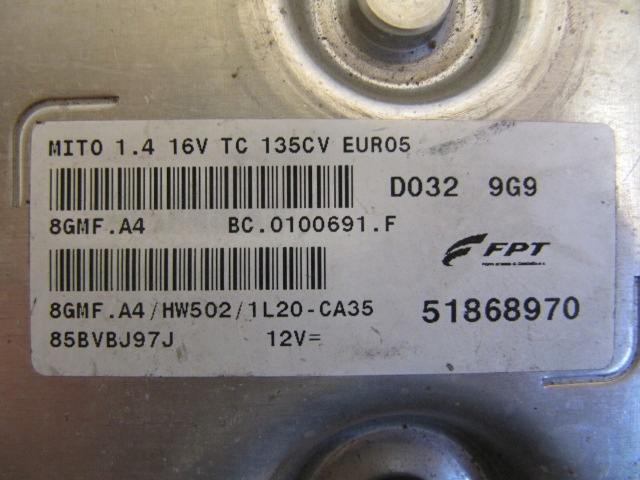 MITO 1.4 16V TC 135CV EURO5
D032 9G9
8GMF.A4 BC.0100691.F
FPT
8GMF.A4/HW502/1L20-CA35
51868970
85BVBJ97J 12V=